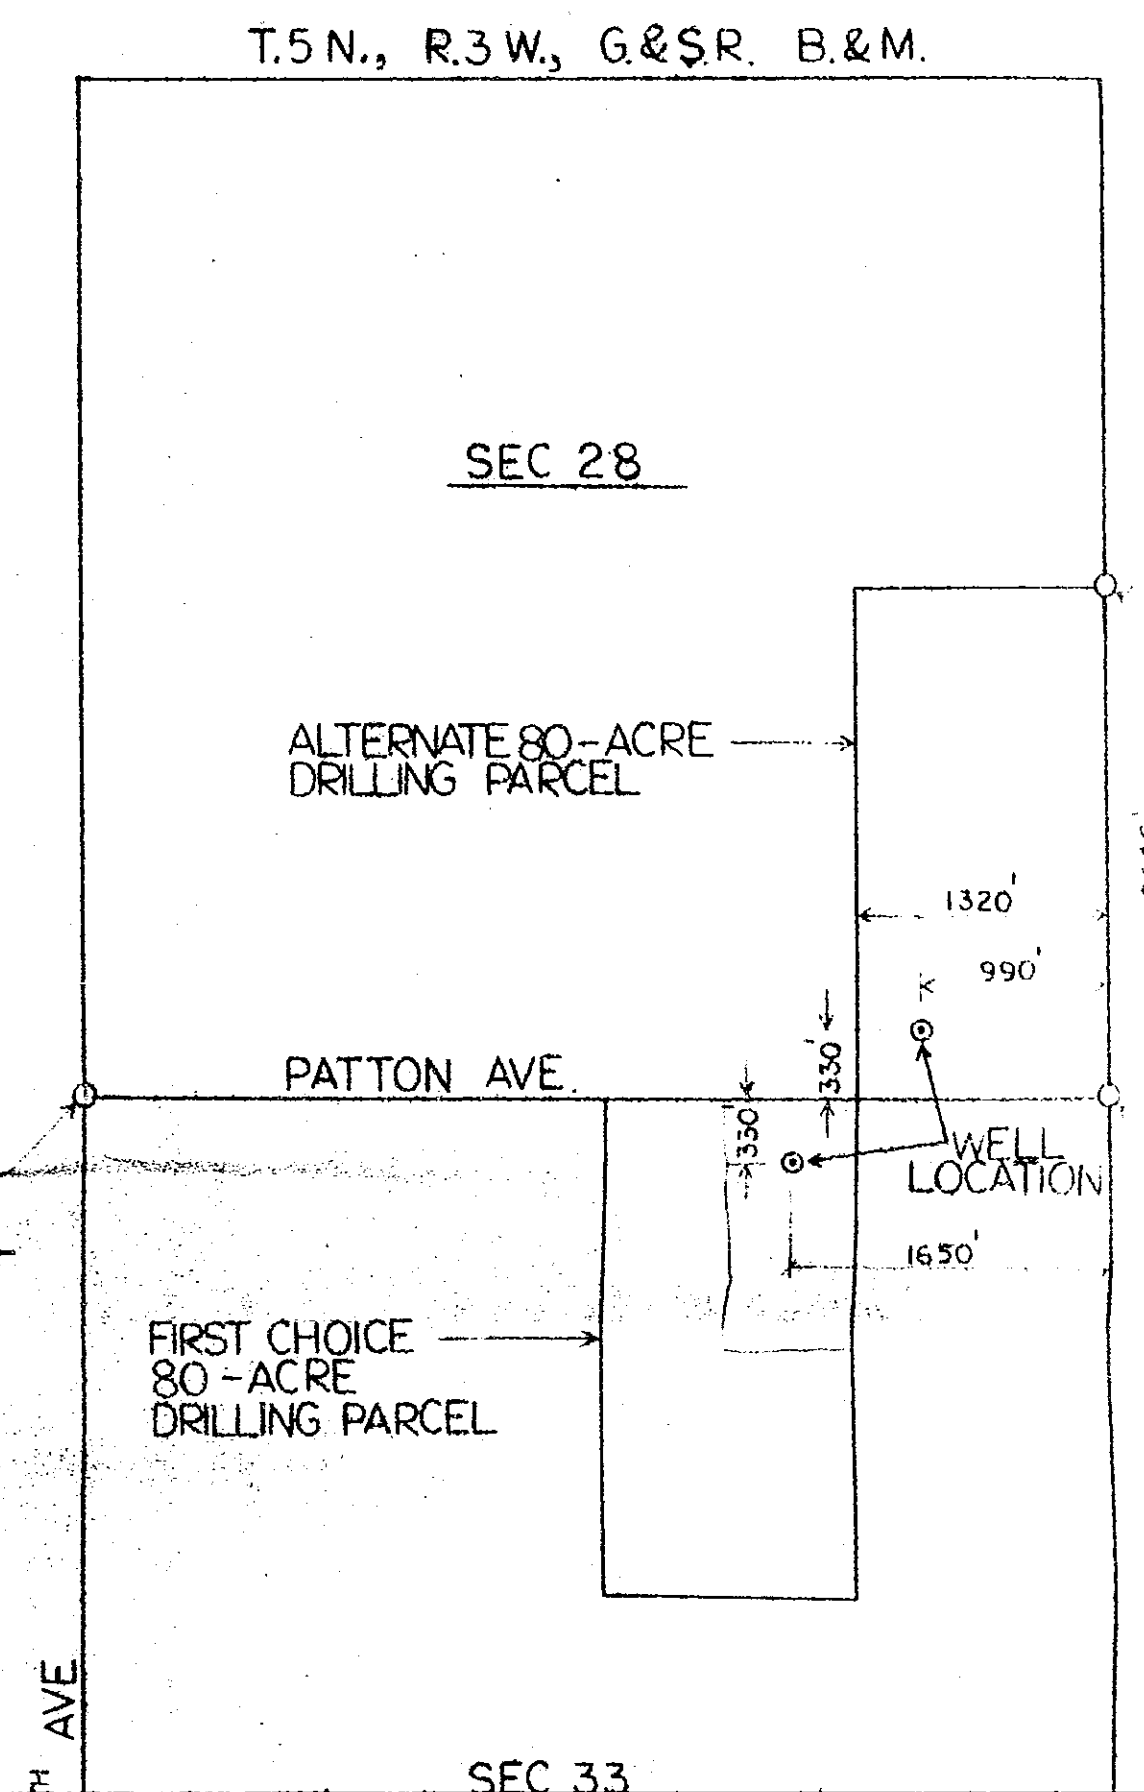 T.5 N., R.3 W., G.&S.R. B.&M.
SEC 28
ALTERNATE 80-ACRE
DRILLING PARCEL
1320'
990'
330'
PATTON AVE.
330'
WELL
LOCATION
1650'
FIRST CHOICE
80-ACRE
DRILLING PARCEL
AVE
SEC 33